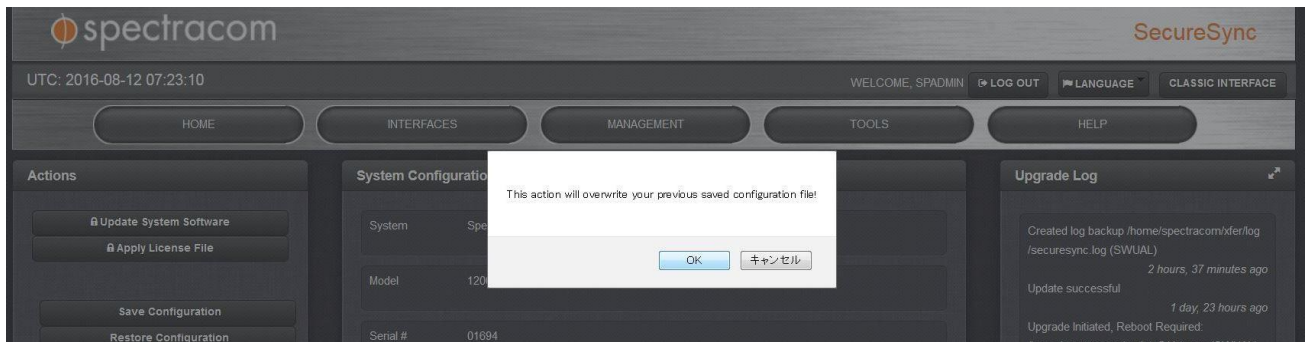 spectracom
SecureSync
UTC: 2016-08-12 07:23:10
WELCOME, SPADMIN
LOG OUT
LANGUAGE
CLASSIC INTERFACE
HOME
INTERFACES
MANAGEMENT
TOOLS
HELP
Actions
Update System Software
Apply License File
Save Configuration
Restore Configuration
System Configuratio
System Spe
Model 120
Serial # 01694
This action will overwrite your previous saved configuration file!
OK
キャンセル
Upgrade Log
Created log backup /home/spectracom/xfer/log
/securesync.log (SWUAL)
2 hours, 37 minutes ago
Update successful
1 day, 23 hours ago
Upgrade Initiated, Reboot Required: